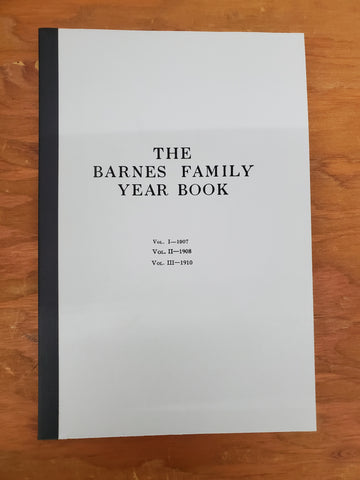 THE
BARNES FAMILY
YEAR BOOK
Vol. I—1907
Vol. II—1908
Vol. III—1910